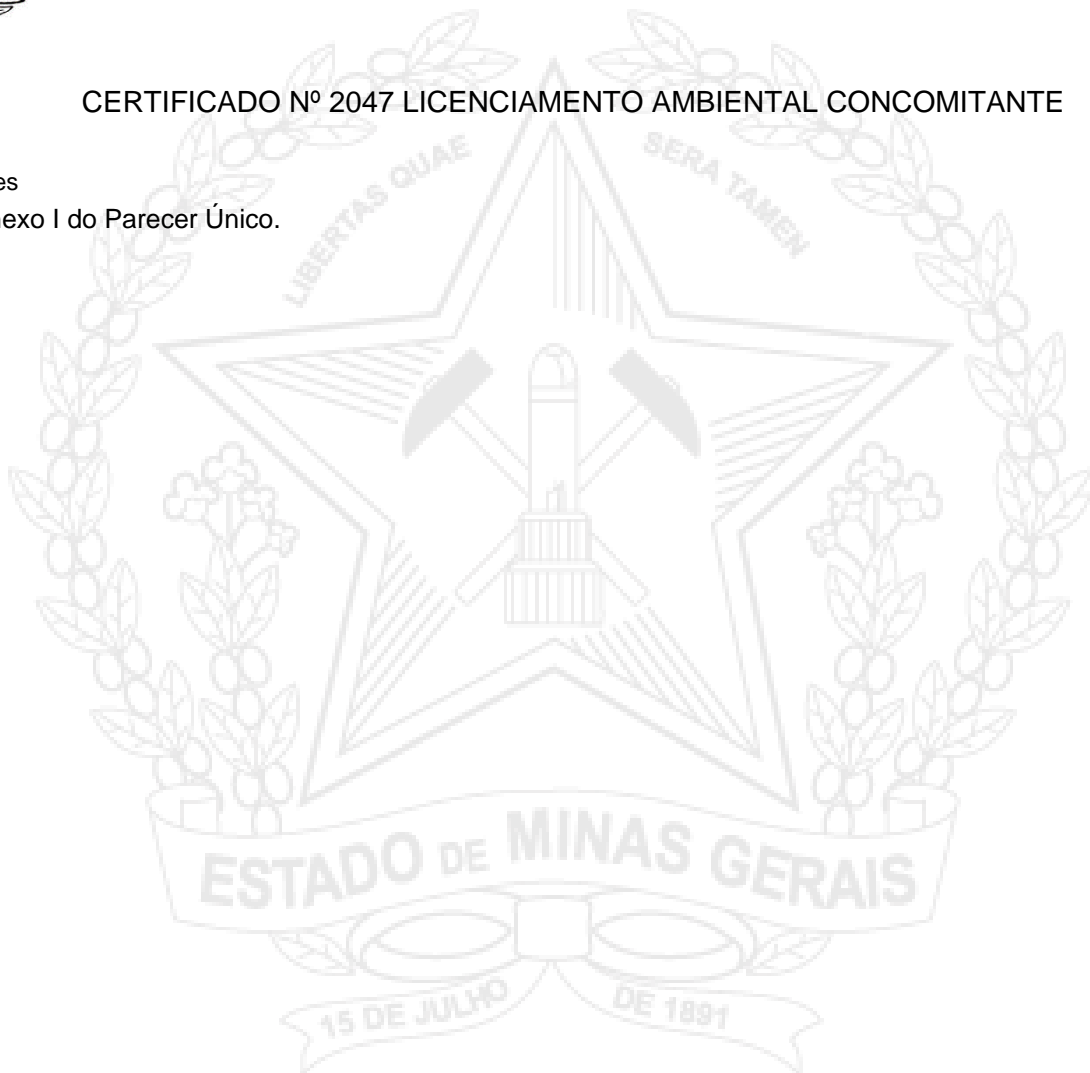 CERTIFICADO Nº 2047 LICENCIAMENTO AMBIENTAL CONCOMITANTE
LIBERTAS QUAE SERA TAMEN
es
exo I do Parecer Único.
ESTADO DE MINAS GERAIS
15 DE JULHO DE 1891